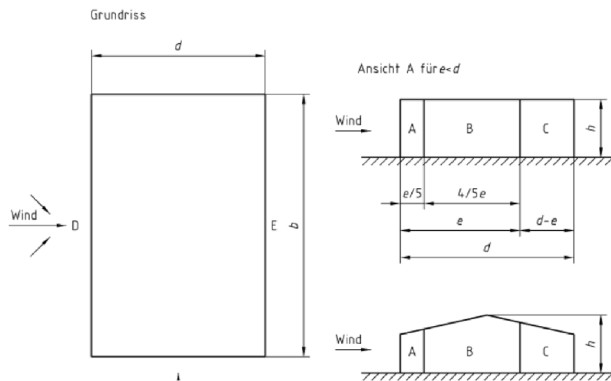 Grundriss
d
Wind
D
E
b
Ansicht A für e<d
Wind
A
B
C
h
e/5
4/5e
e
d-e
d
Wind
A
B
C
h